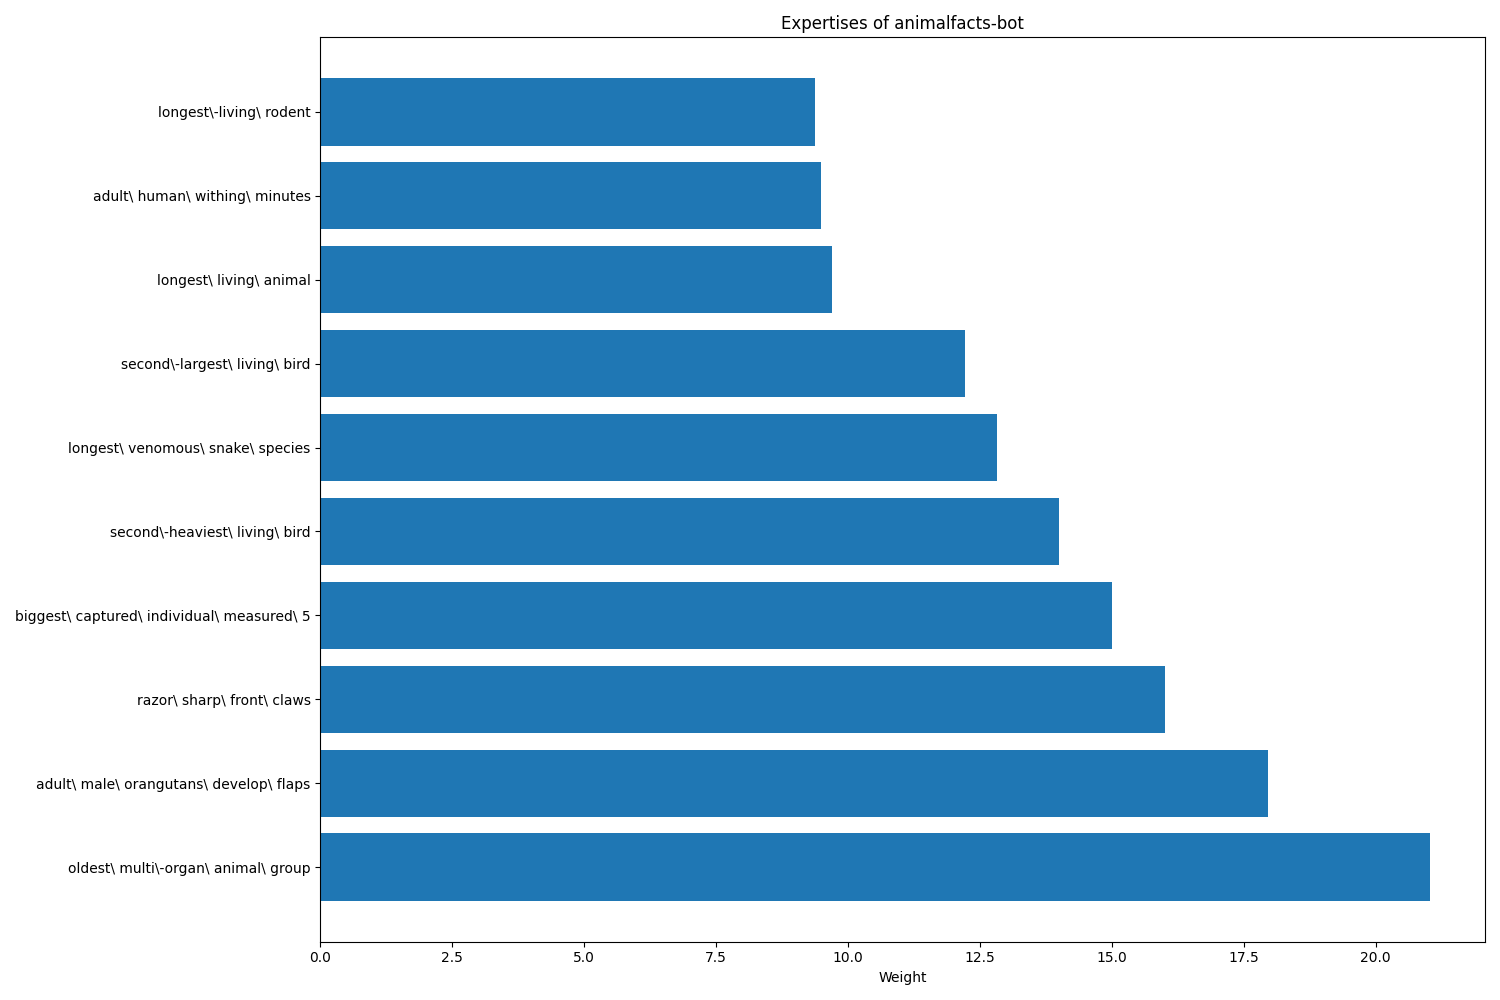 Expertises of animalfacts-bot
longest\-living\ rodent
adult\ human\ withing\ minutes
longest\ living\ animal
second\-largest\ living\ bird
longest\ venomous\ snake\ species
second\-heaviest\ living\ bird
biggest\ captured\ individual\ measured\ 5
razor\ sharp\ front\ claws
adult\ male\ orangutans\ develop\ flaps
oldest\ multi\-organ\ animal\ group
0.0 2.5 5.0 7.5 10.0 12.5 15.0 17.5 20.0
Weight